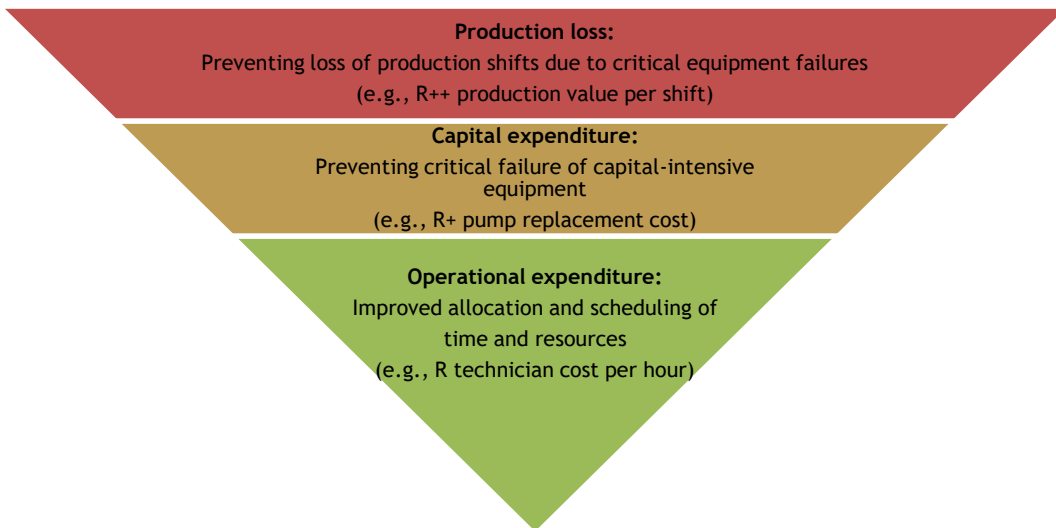 Production loss:
Preventing loss of production shifts due to critical equipment failures
(e.g., R++ production value per shift)
Capital expenditure:
Preventing critical failure of capital-intensive
equipment
(e.g., R+ pump replacement cost)
Operational expenditure:
Improved allocation and scheduling of
time and resources
(e.g., R technician cost per hour)